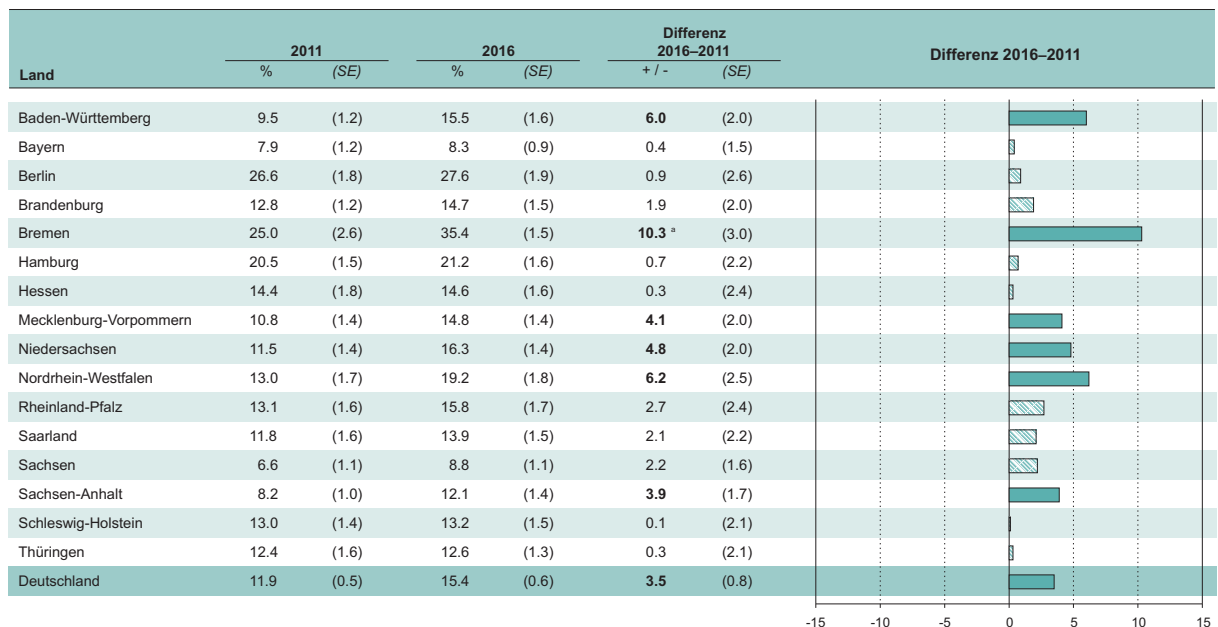 Land 2011 2016 Differenz 2016–2011 Differenz 2016–2011
% (SE) % (SE) + / - (SE)
Baden-Württemberg 9.5 (1.2) 15.5 (1.6) 6.0 (2.0)
Bayern 7.9 (1.2) 8.3 (0.9) 0.4 (1.5)
Berlin 26.6 (1.8) 27.6 (1.9) 0.9 (2.6)
Brandenburg 12.8 (1.2) 14.7 (1.5) 1.9 (2.0)
Bremen 25.0 (2.6) 35.4 (1.5) 10.3 a (3.0)
Hamburg 20.5 (1.5) 21.2 (1.6) 0.7 (2.2)
Hessen 14.4 (1.8) 14.6 (1.6) 0.3 (2.4)
Mecklenburg-Vorpommern 10.8 (1.4) 14.8 (1.4) 4.1 (2.0)
Niedersachsen 11.5 (1.4) 16.3 (1.4) 4.8 (2.0)
Nordrhein-Westfalen 13.0 (1.7) 19.2 (1.8) 6.2 (2.5)
Rheinland-Pfalz 13.1 (1.6) 15.8 (1.7) 2.7 (2.4)
Saarland 11.8 (1.6) 13.9 (1.5) 2.1 (2.2)
Sachsen 6.6 (1.1) 8.8 (1.1) 2.2 (1.6)
Sachsen-Anhalt 8.2 (1.0) 12.1 (1.4) 3.9 (1.7)
Schleswig-Holstein 13.0 (1.4) 13.2 (1.5) 0.1 (2.1)
Thüringen 12.4 (1.6) 12.6 (1.3) 0.3 (2.1)
Deutschland 11.9 (0.5) 15.4 (0.6) 3.5 (0.8)
-15 -10 -5 0 5 10 15